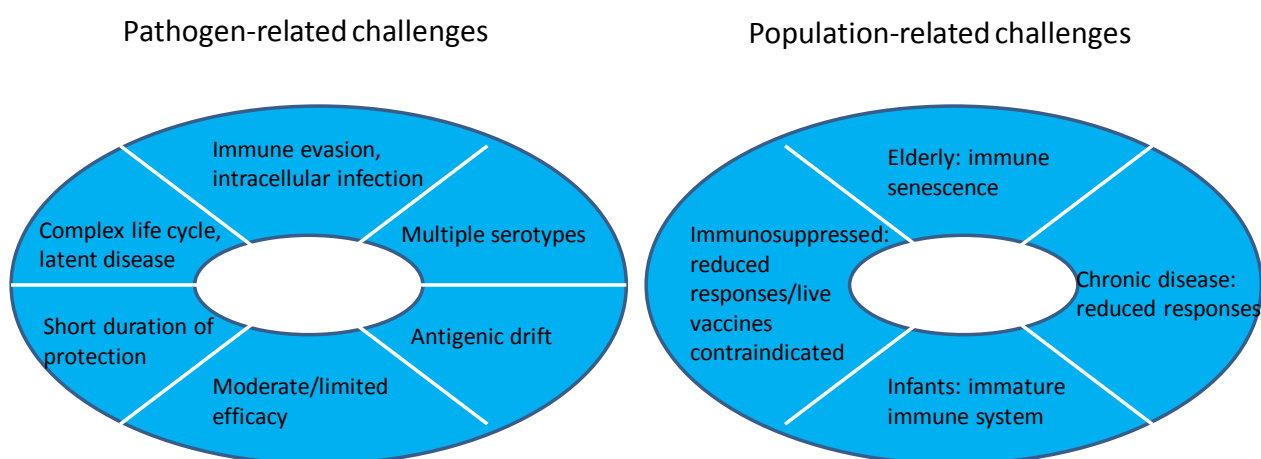 Pathogen-related challenges
Population-related challenges
Immune evasion,
intracellular infection
Multiple serotypes
Antigenic drift
Moderate/limited
efficacy
Short duration of
protection
Complex life cycle,
latent disease
Elderly: immune
senescence
Chronic disease:
reduced responses
Infants: immature
immune system
Immunosuppressed:
reduced
responses/live
vaccines
contraindicated